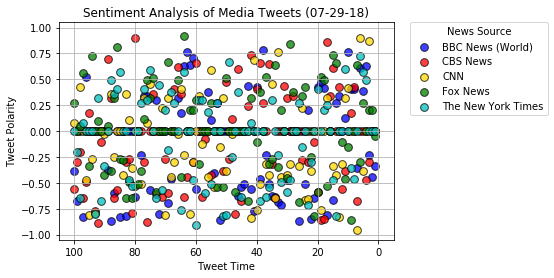 Sentiment Analysis of Media Tweets (07-29-18)
News Source
BBC News (World)
CBS News
CNN
Fox News
The New York Times
Tweet Polarity
1.00
0.75
0.50
0.25
0.00
−0.25
−0.50
−0.75
−1.00
100 80 60 40 20 0
Tweet Time